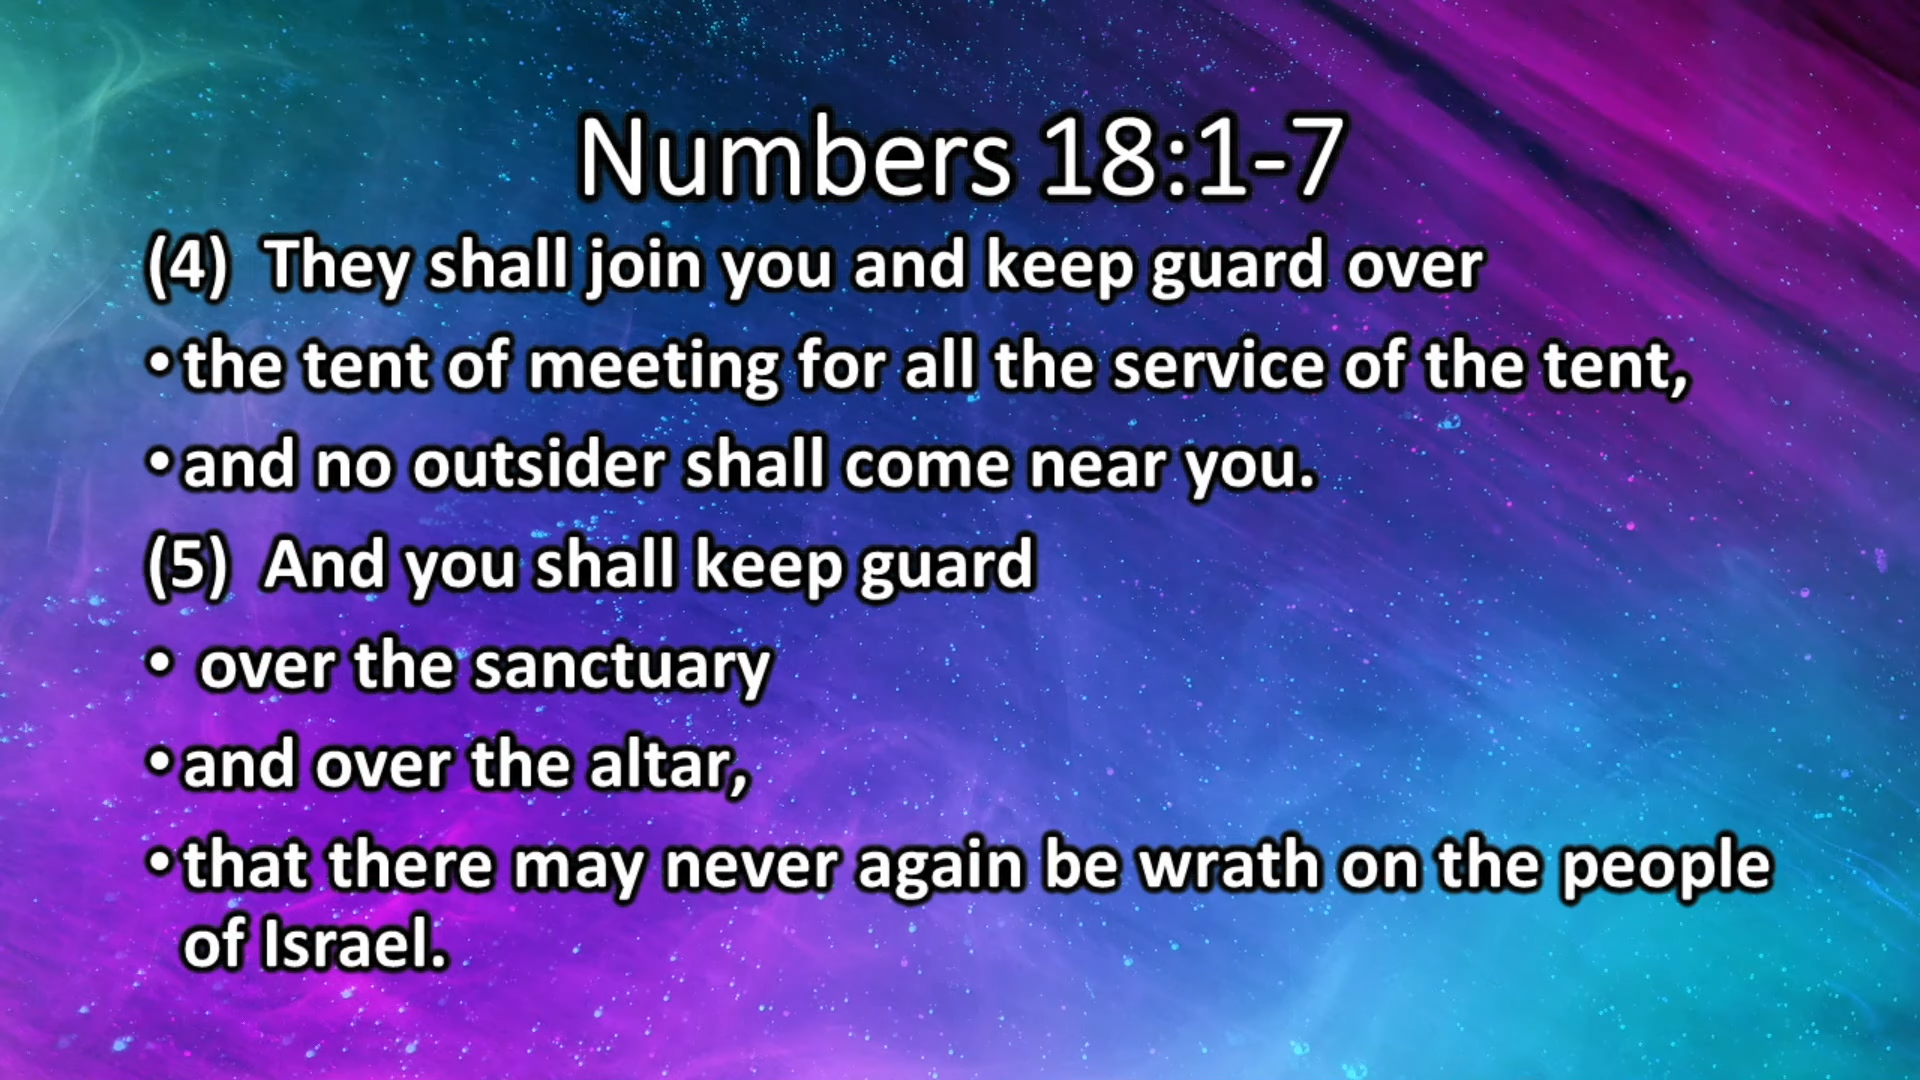 Numbers 18:1-7
(4) They shall join you and keep guard over
• the tent of meeting for all the service of the tent,
• and no outsider shall come near you.
(5) And you shall keep guard
• over the sanctuary
• and over the altar,
• that there may never again be wrath on the people
of Israel.